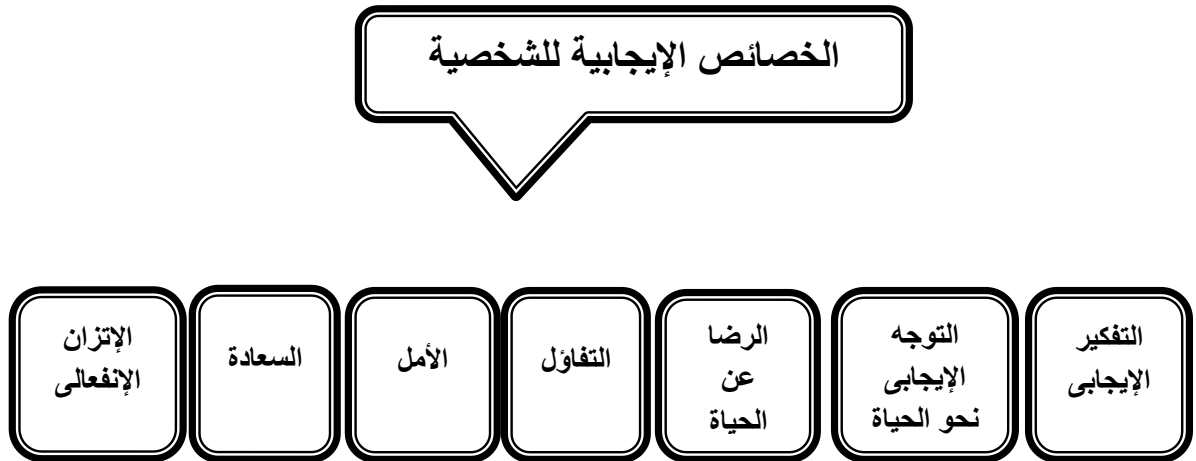 الخصائص الإيجابية للشخصية
التفكير
الإيجابى
التوجه
الإيجابى
نحو الحياة
الرضا
عن
الحياة
التفاؤل
الأمل
السعادة
الإتزان
الإنفعالى